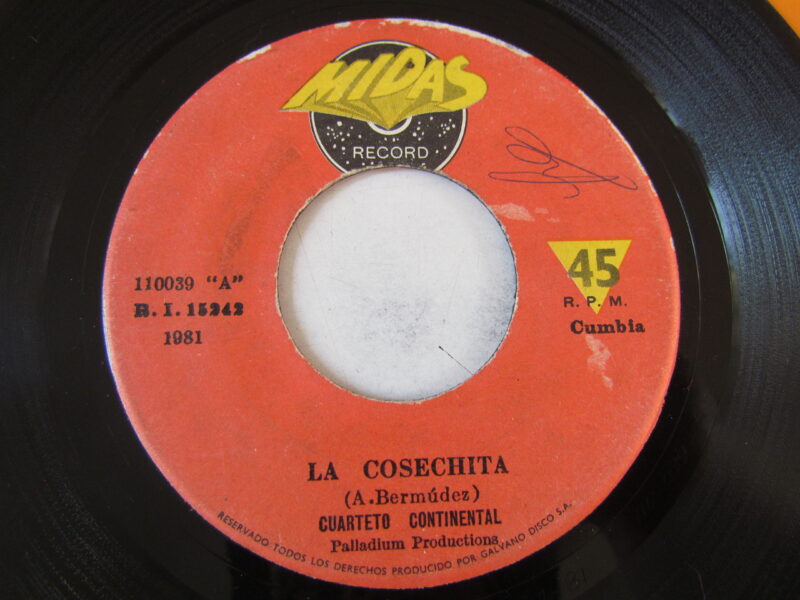 MIDAS
RECORD
110039 "A"
R. I. 15242
1981
45
R. P. M.
Cumbia
LA COSECHITA
(A.Bermúdez)
CUARTETO CONTINENTAL
Palladium Productions
RESERVADO TODOS LOS DERECHOS PRODUCIDO POR GALVANO DISCO S.A.